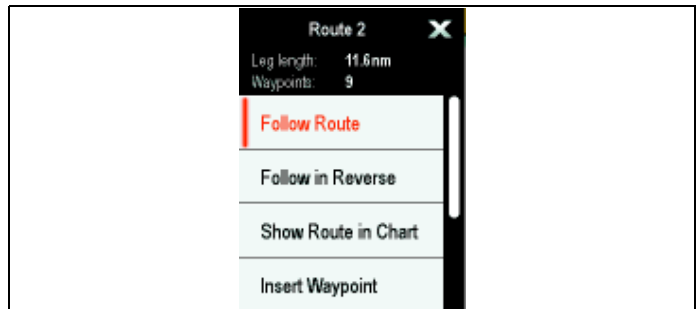 Route 2
Leg length: 11.6nm
Waypoints: 9
Follow Route
Follow in Reverse
Show Route in Chart
Insert Waypoint